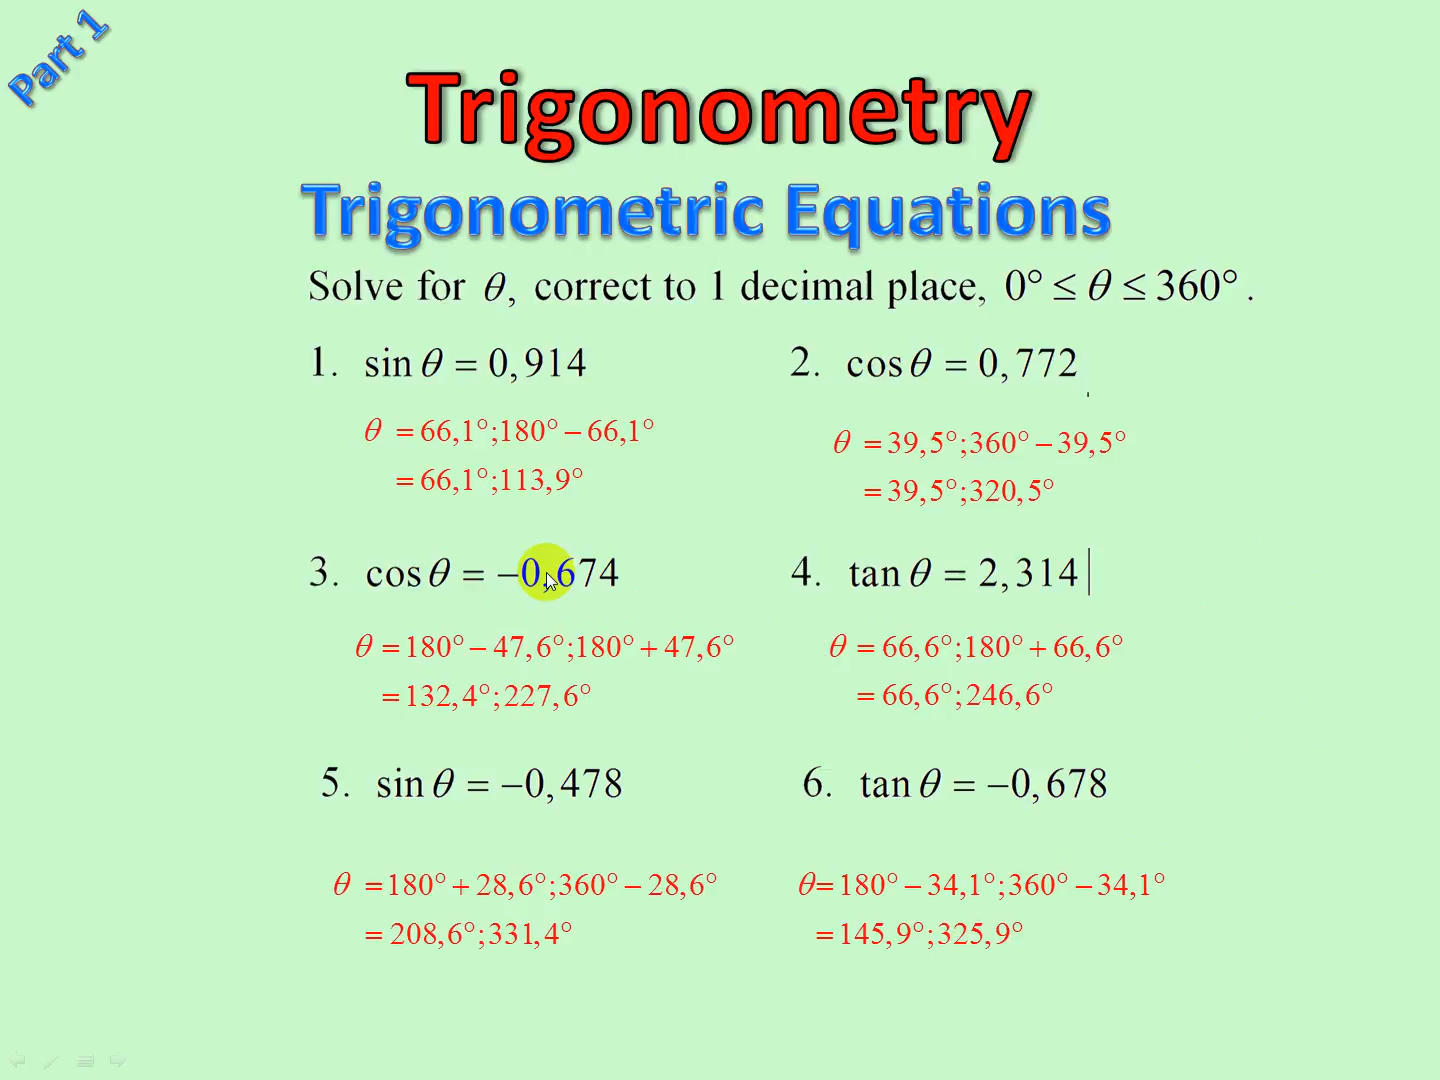 Part 1
Trigonometry
Trigonometric Equations
Solve for θ, correct to 1 decimal place, 0° ≤ θ ≤ 360°.
1. sin θ = 0,914
2. cos θ = 0,772
θ = 66,1°;180° − 66,1°
= 66,1°;113,9°
θ = 39,5°;360° − 39,5°
= 39,5°;320,5°
3. cos θ = −0,674
4. tan θ = 2,314
θ = 180° − 47,6°;180° + 47,6°
= 132,4°;227,6°
θ = 66,6°;180° + 66,6°
= 66,6°;246,6°
5. sin θ = −0,478
6. tan θ = −0,678
θ = 180° + 28,6°;360° − 28,6°
= 208,6°;331,4°
θ= 180° − 34,1°;360° − 34,1°
= 145,9°;325,9°